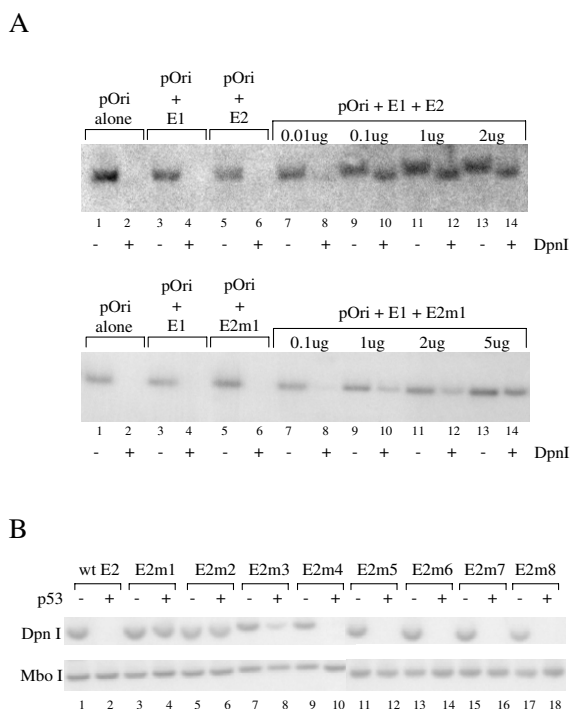 A
pOri alone
pOri + E1
pOri + E2
pOri + E1 + E2
0.01ug 0.1ug 1ug 2ug
1 2 3 4 5 6 7 8 9 10 11 12 13 14
- + - + - + - + - + - + - + DpnI
pOri alone
pOri + E1
pOri + E2m1
pOri + E1 + E2m1
0.1ug 1ug 2ug 5ug
1 2 3 4 5 6 7 8 9 10 11 12 13 14
- + - + - + - + - + - + - + DpnI
B
wt E2 E2m1 E2m2 E2m3 E2m4 E2m5 E2m6 E2m7 E2m8
p53 - + - + - + - + - + - + - + - + - +
Dpn I
Mbo I
1 2 3 4 5 6 7 8 9 10 11 12 13 14 15 16 17 18